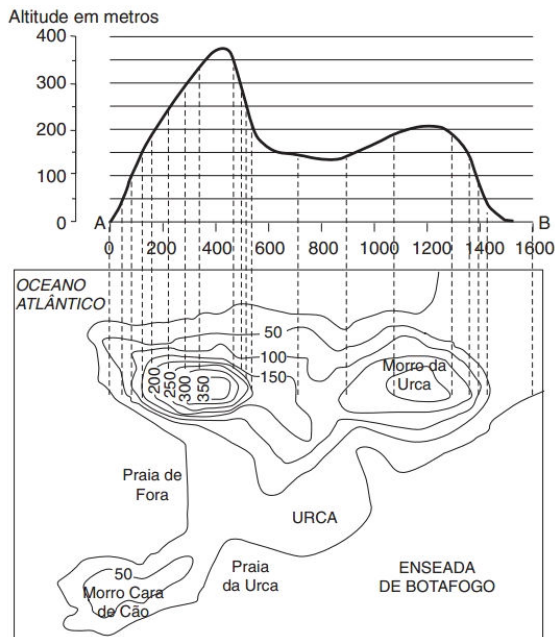 Altitude em metros
400
300
200
100
0
A
B
0 200 400 600 800 1000 1200 1400 1600
OCEANO
ATLÂNTICO
50
100
150
200
250
300
350
Morro da
Urca
Praia de
Fora
URCA
50
Morro Cara
de Cão
Praia
da Urca
ENSEADA
DE BOTAFOGO